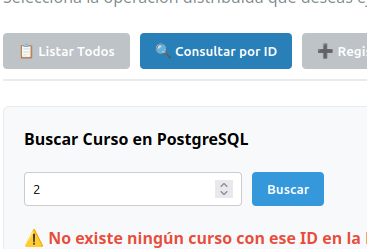 Selecciona la operación distribuida que deseas
📋 Listar Todos 🔍 Consultar por ID ➕
Buscar Curso en PostgreSQL
2 Buscar
⚠️ No existe ningún curso con ese ID en la